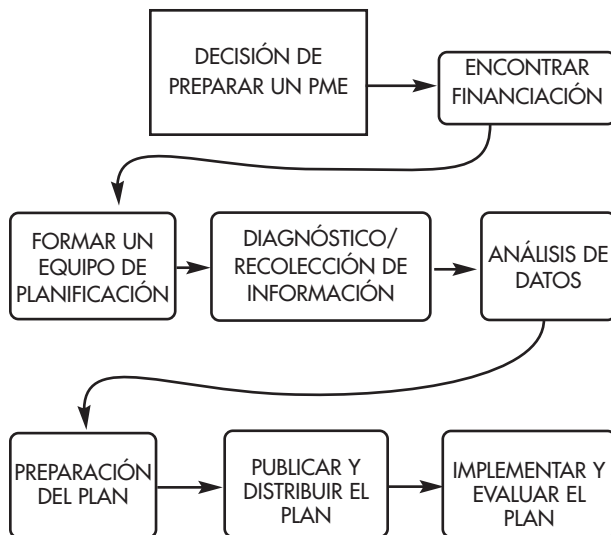 DECISIÓN DE
PREPARAR UN PME
ENCONTRAR
FINANCIACIÓN
FORMAR UN
EQUIPO DE
PLANIFICACIÓN
DIAGNÓSTICO/
RECOLECCIÓN DE
INFORMACIÓN
ANÁLISIS DE
DATOS
PREPARACIÓN
DEL PLAN
PUBLICAR Y
DISTRIBUIR EL
PLAN
IMPLEMENTAR Y
EVALUAR EL
PLAN